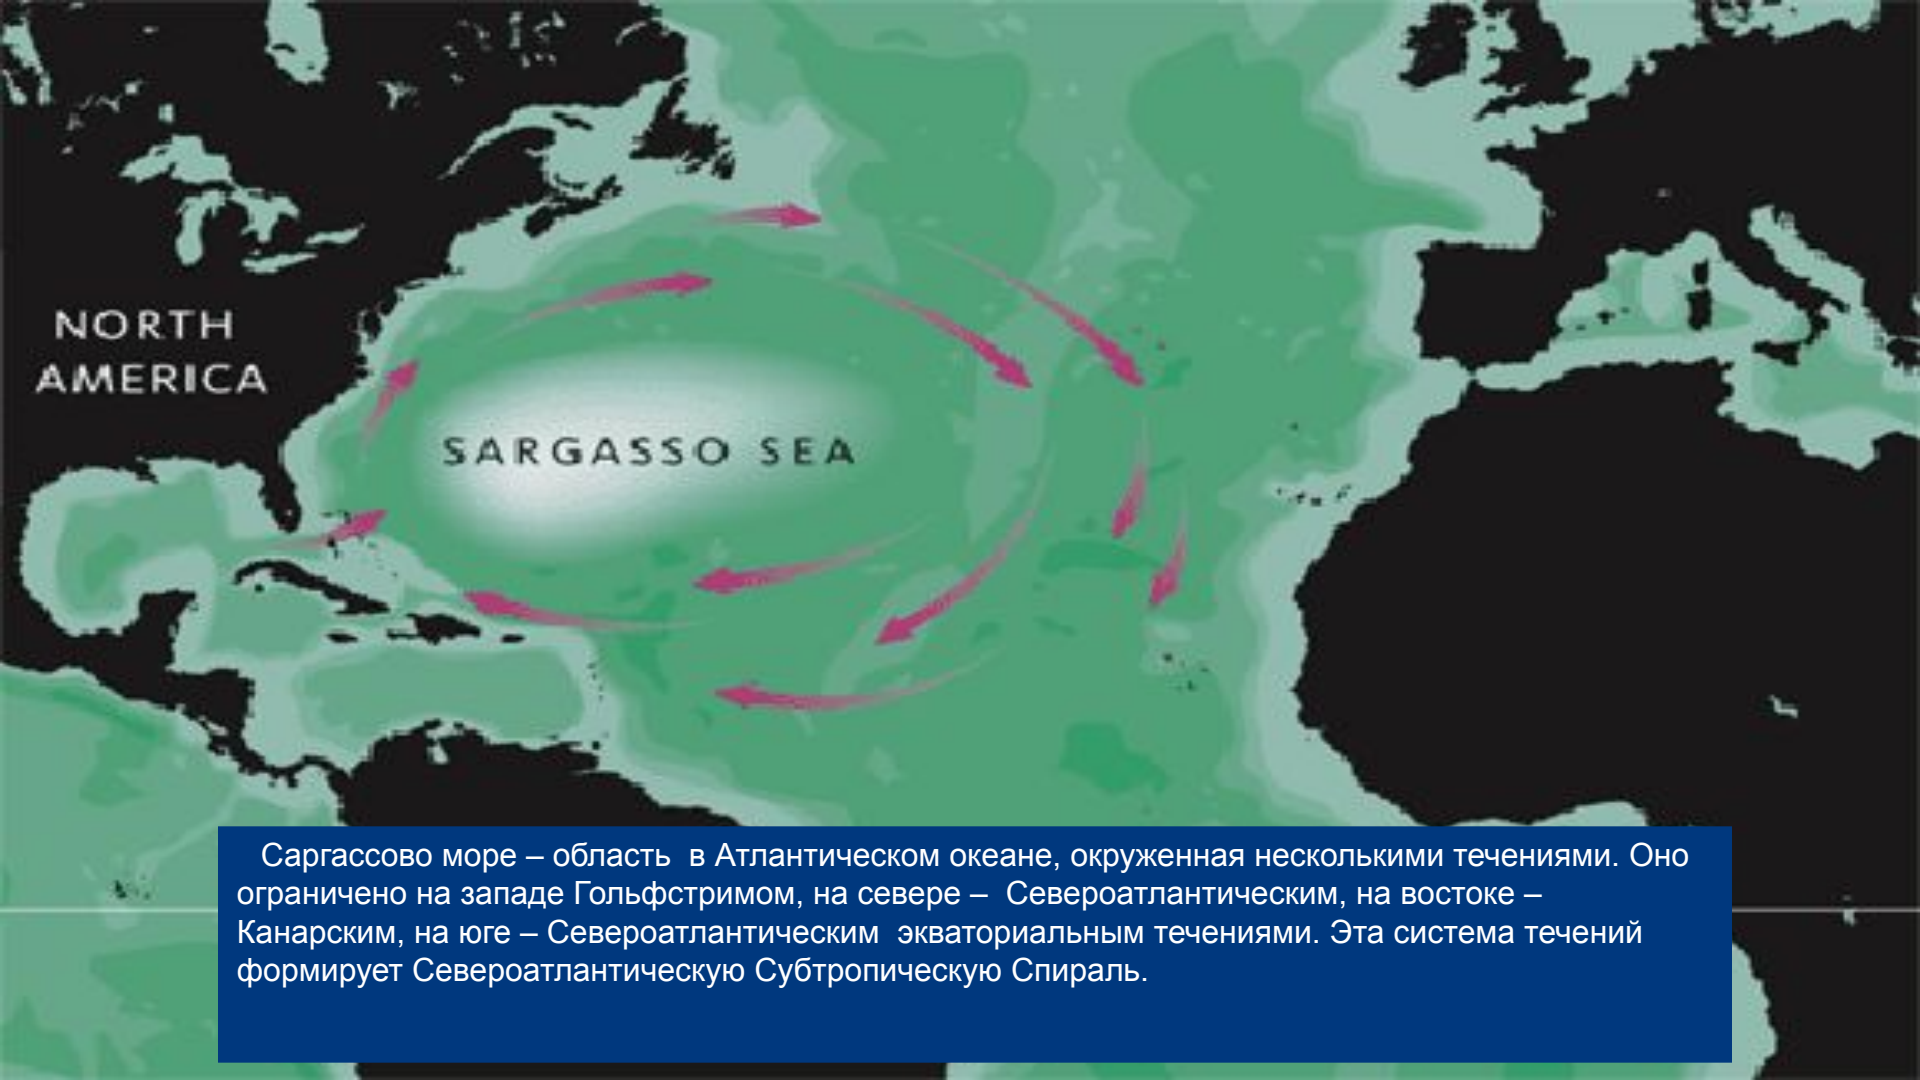 NORTH
AMERICA
SARGASSO SEA
Саргассово море – область  в Атлантическом океане, окруженная несколькими течениями. Оно
ограничено на западе Гольфстримом, на севере –  Североатлантическим, на востоке –
Канарским, на юге – Североатлантическим  экваториальным течениями. Эта система течений
формирует Североатлантическую Субтропическую Спираль.